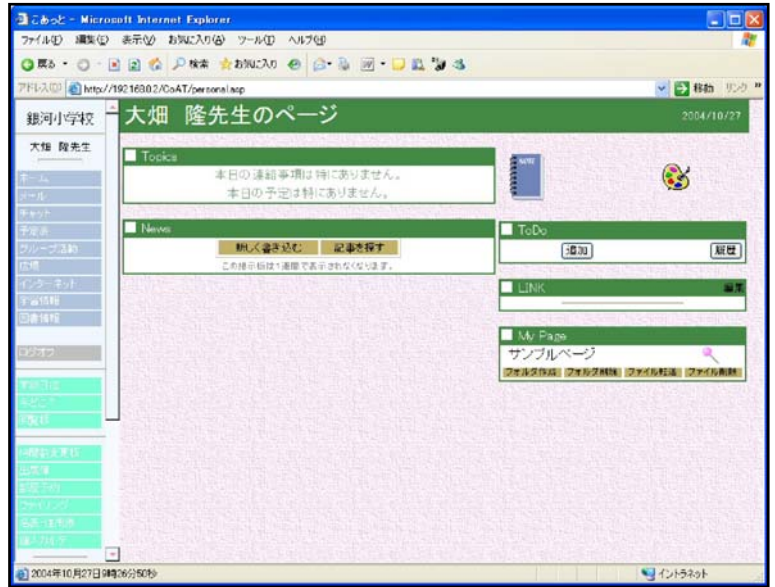 こあっと - Microsoft Internet Explorer
ファイル(F) 編集(E) 表示(V) お気に入り(A) ツール(T) ヘルプ(H)
戻る 検索 お気に入り
アドレス(D) http://192.168.0.2/CoAT/personal.asp 移動 リンク »
銀河小学校
大畑 隆先生
ホーム
メール
チャット
予定表
グループ活動
広場
インターネット
学習情報
図書情報
ログオフ
ファイリング
大畑 隆先生のページ 2004/10/27
Topics
本日の連絡事項は特にありません。
本日の予定は特にありません。
NOTE
News
新しく書き込む 記事を探す
この掲示板は1週間で表示されなくなります。
ToDo
追加 履歴
LINK 編集
My Page
サンプルページ
フォルダ作成 フォルダ削除 ファイル転送 ファイル削除
2004年10月27日9時26分50秒 イントラネット